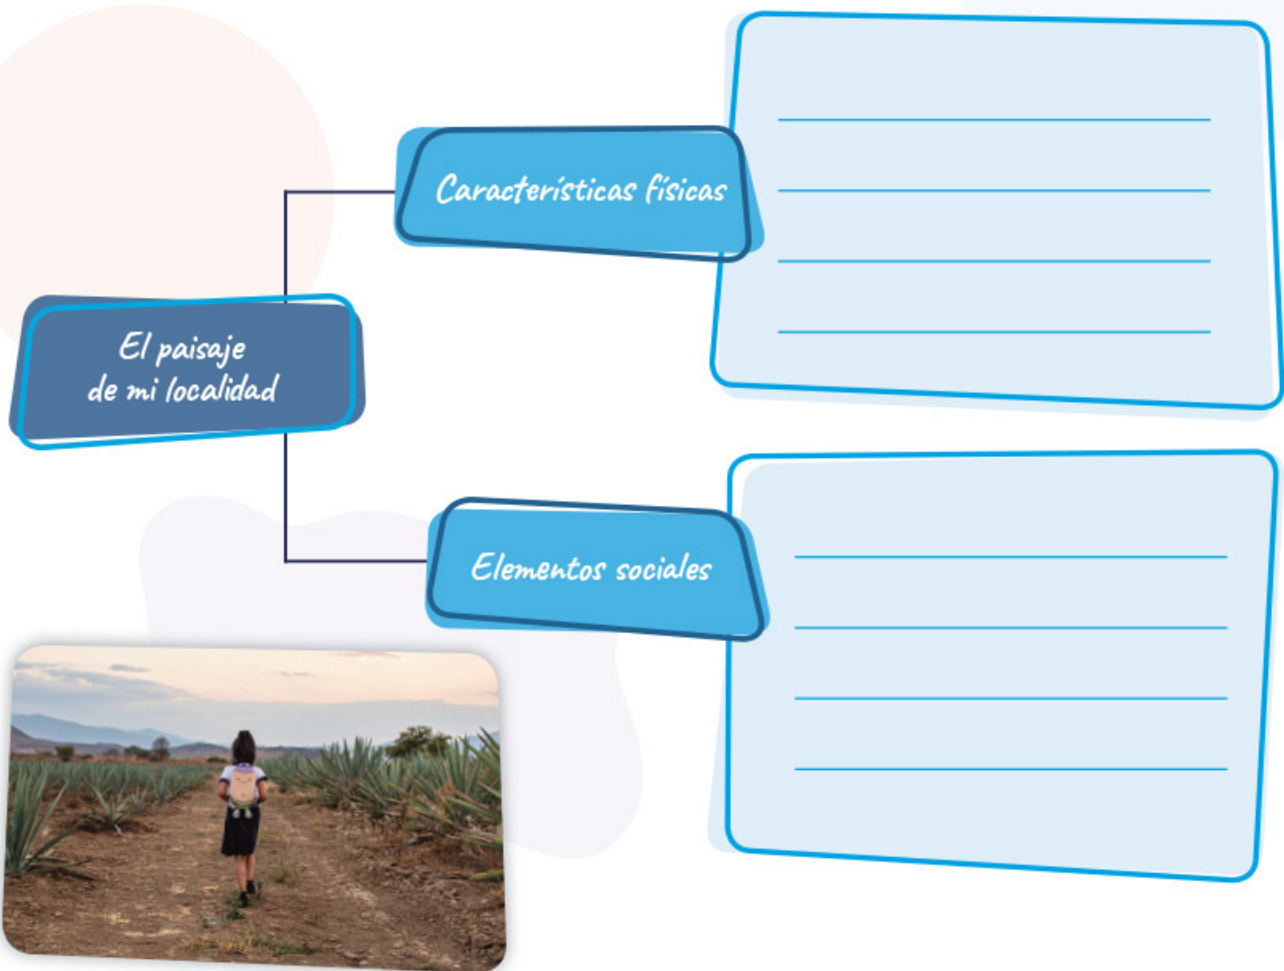 Características físicas
El paisaje
de mi localidad
Elementos sociales